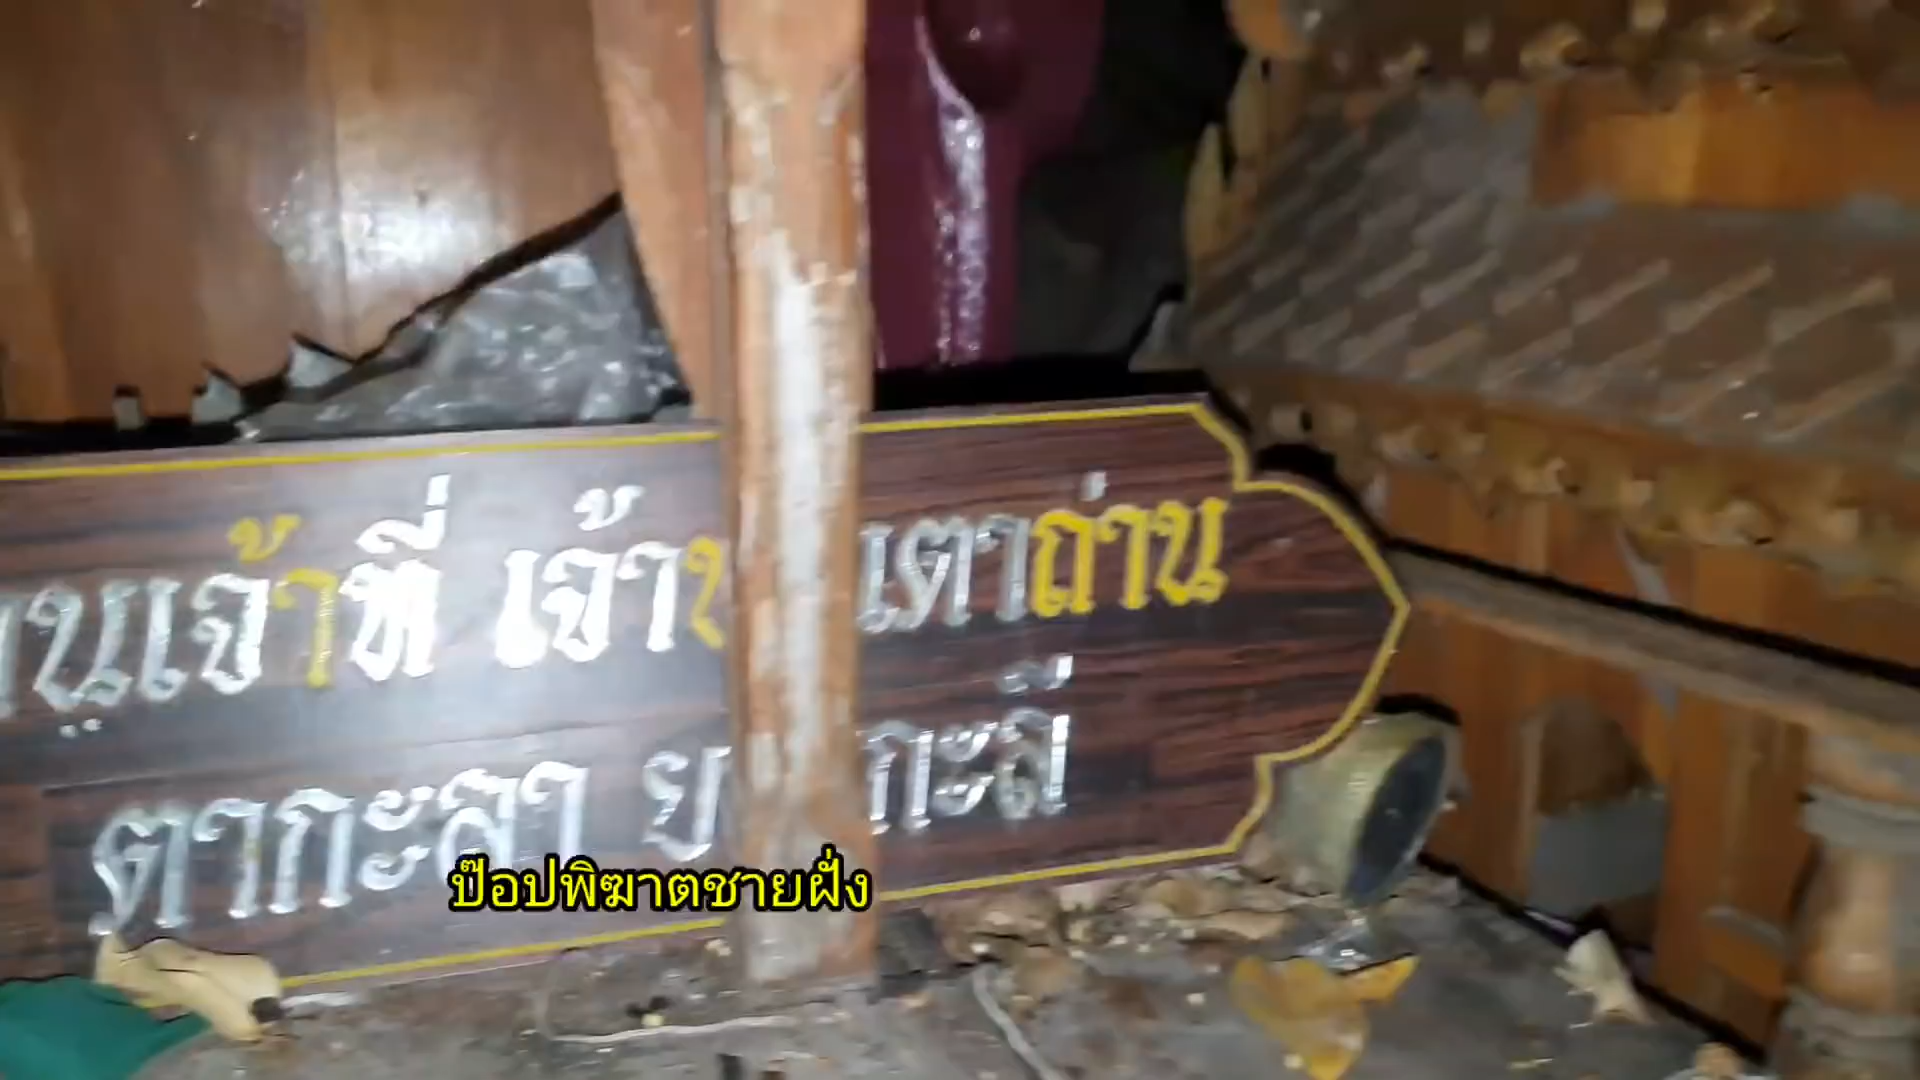 เจ้าที่ เจ้า เตาถ่าน
ตากะลา ย กะลี
ป๊อปพิฆาตชายฝั่ง